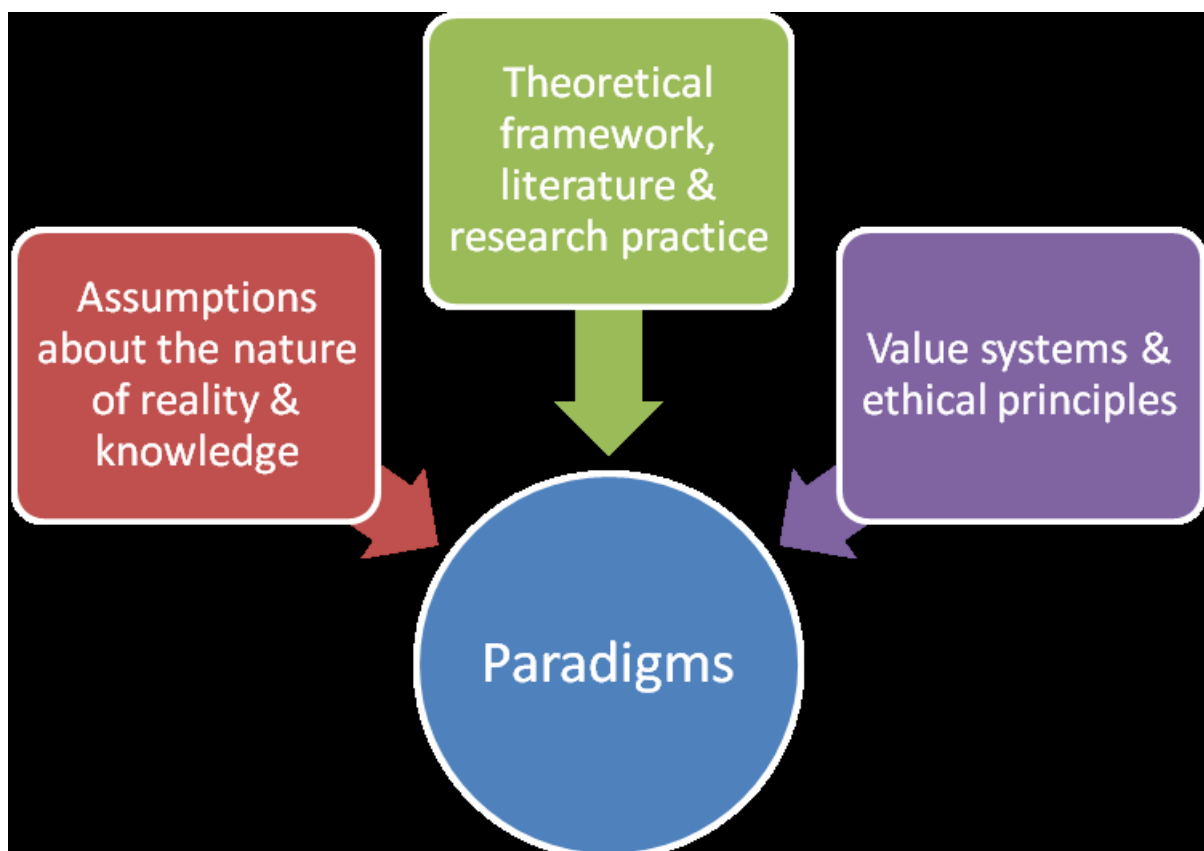 Theoretical
framework,
literature &
research practice
Assumptions
about the nature
of reality &
knowledge
Value systems &
ethical principles
Paradigms